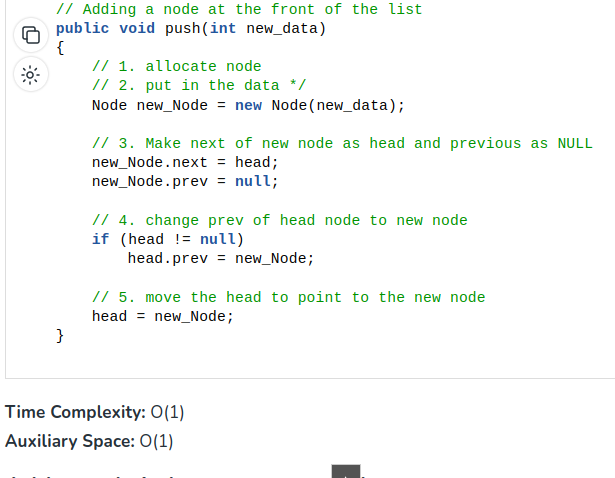 // Adding a node at the front of the list
public void push(int new_data)
{
// 1. allocate node
// 2. put in the data */
Node new_Node = new Node(new_data);
// 3. Make next of new node as head and previous as NULL
new_Node.next = head;
new_Node.prev = null;
// 4. change prev of head node to new node
if (head != null)
head.prev = new_Node;
// 5. move the head to point to the new node
head = new_Node;
}
Time Complexity: O(1)
Auxiliary Space: O(1)